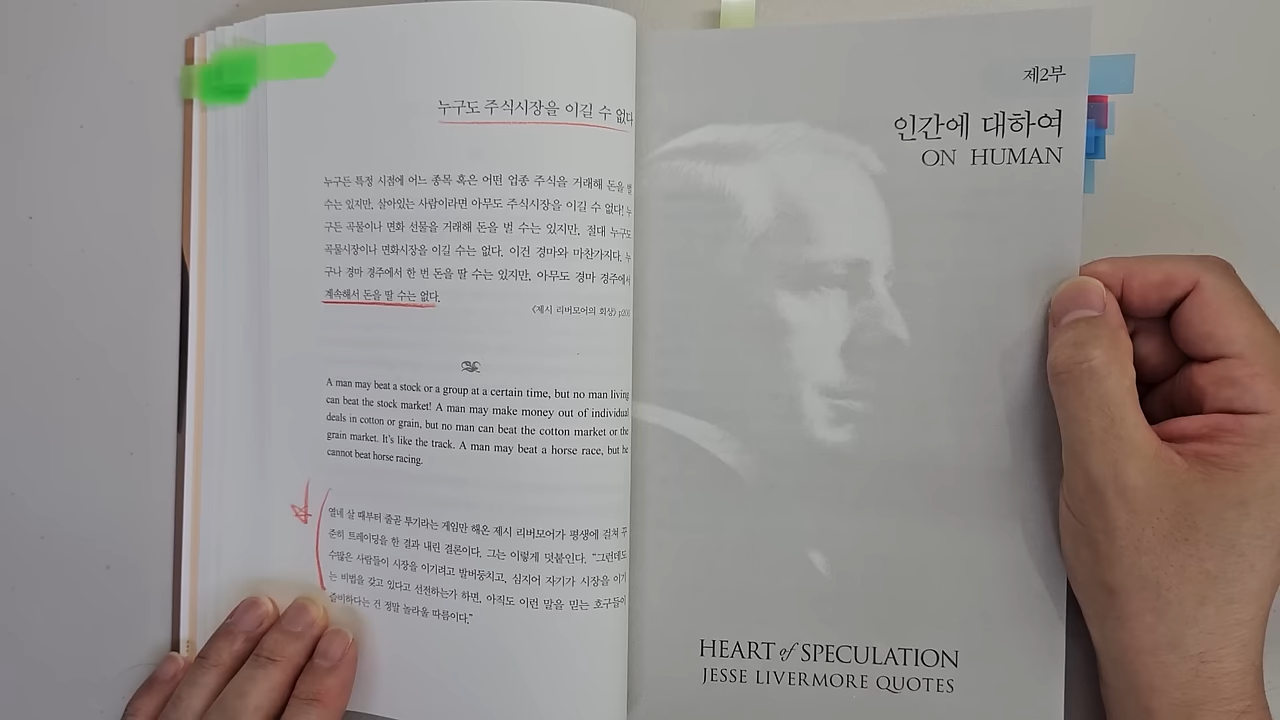 누구도 주식시장을 이길 수 없다
누구든 특정 시점에 어느 종목 혹은 어떤 업종 주식을 거래해 돈을 벌
수는 있지만, 살아있는 사람이라면 아무도 주식시장을 이길 수 없다! 누
구든 곡물이나 면화 선물을 거래해 돈을 벌 수는 있지만, 절대 누구도
곡물시장이나 면화시장을 이길 수는 없다. 이건 경마와 마찬가지다. 누
구나 경마 경주에서 한 번 돈을 딸 수는 있지만, 아무도 경마 경주에서
계속해서 돈을 딸 수는 없다.
《제시 리버모어의 회상》
A man may beat a stock or a group at a certain time, but no man living
can beat the stock market! A man may make money out of individual
deals in cotton or grain, but no man can beat the cotton market or the
grain market. It's like the track. A man may beat a horse race, but he
cannot beat horse racing.
열네 살 때부터 줄곧 투기라는 게임만 해온 제시 리버모어가 평생에 걸쳐 꾸
준히 트레이딩을 한 결과 내린 결론이다. 그는 이렇게 덧붙인다. "그런데도
수많은 사람들이 시장을 이기려고 발버둥치고, 심지어 자기가 시장을 이기
는 비법을 갖고 있다고 선전하는가 하면, 아직도 이런 말을 믿는 호구들이
즐비하다는 건 정말 놀라울 따름이다."
제2부
인간에 대하여
ON HUMAN
HEART of SPECULATION
JESSE LIVERMORE QUOTES